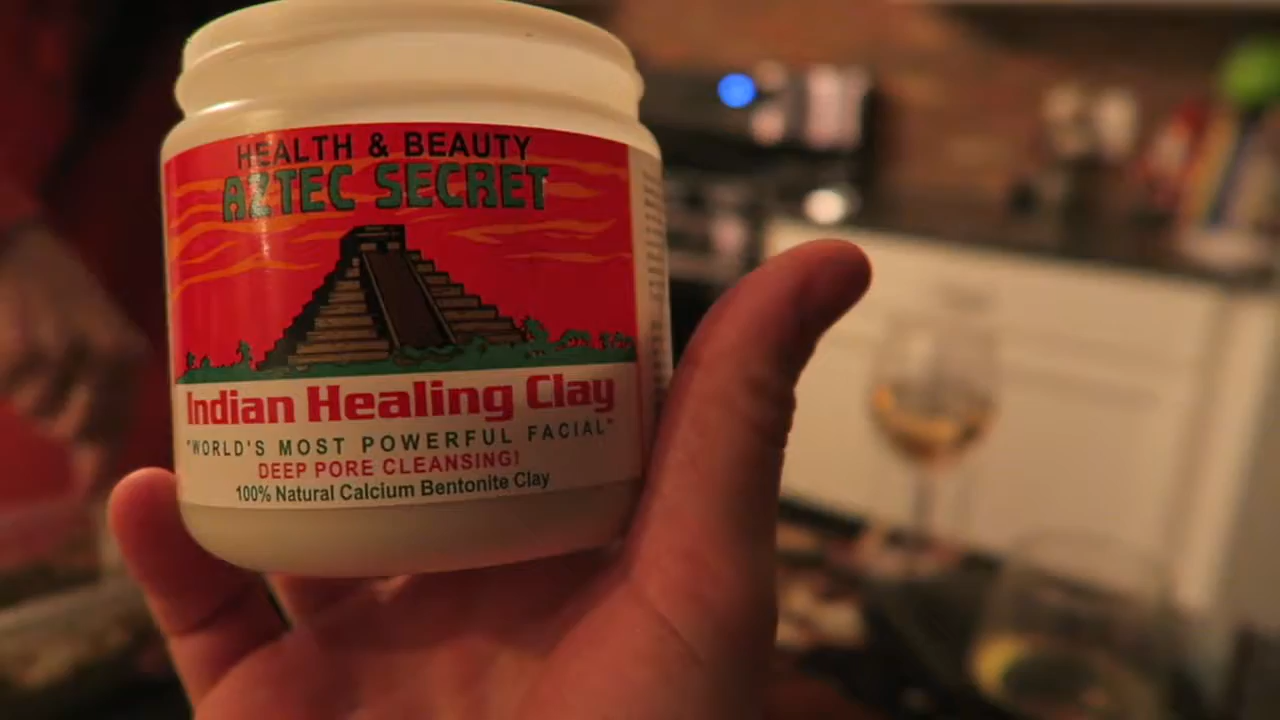 HEALTH & BEAUTY
AZTEC SECRET
Indian Healing Clay
"WORLD'S MOST POWERFUL FACIAL"
DEEP PORE CLEANSING!
100% Natural Calcium Bentonite Clay